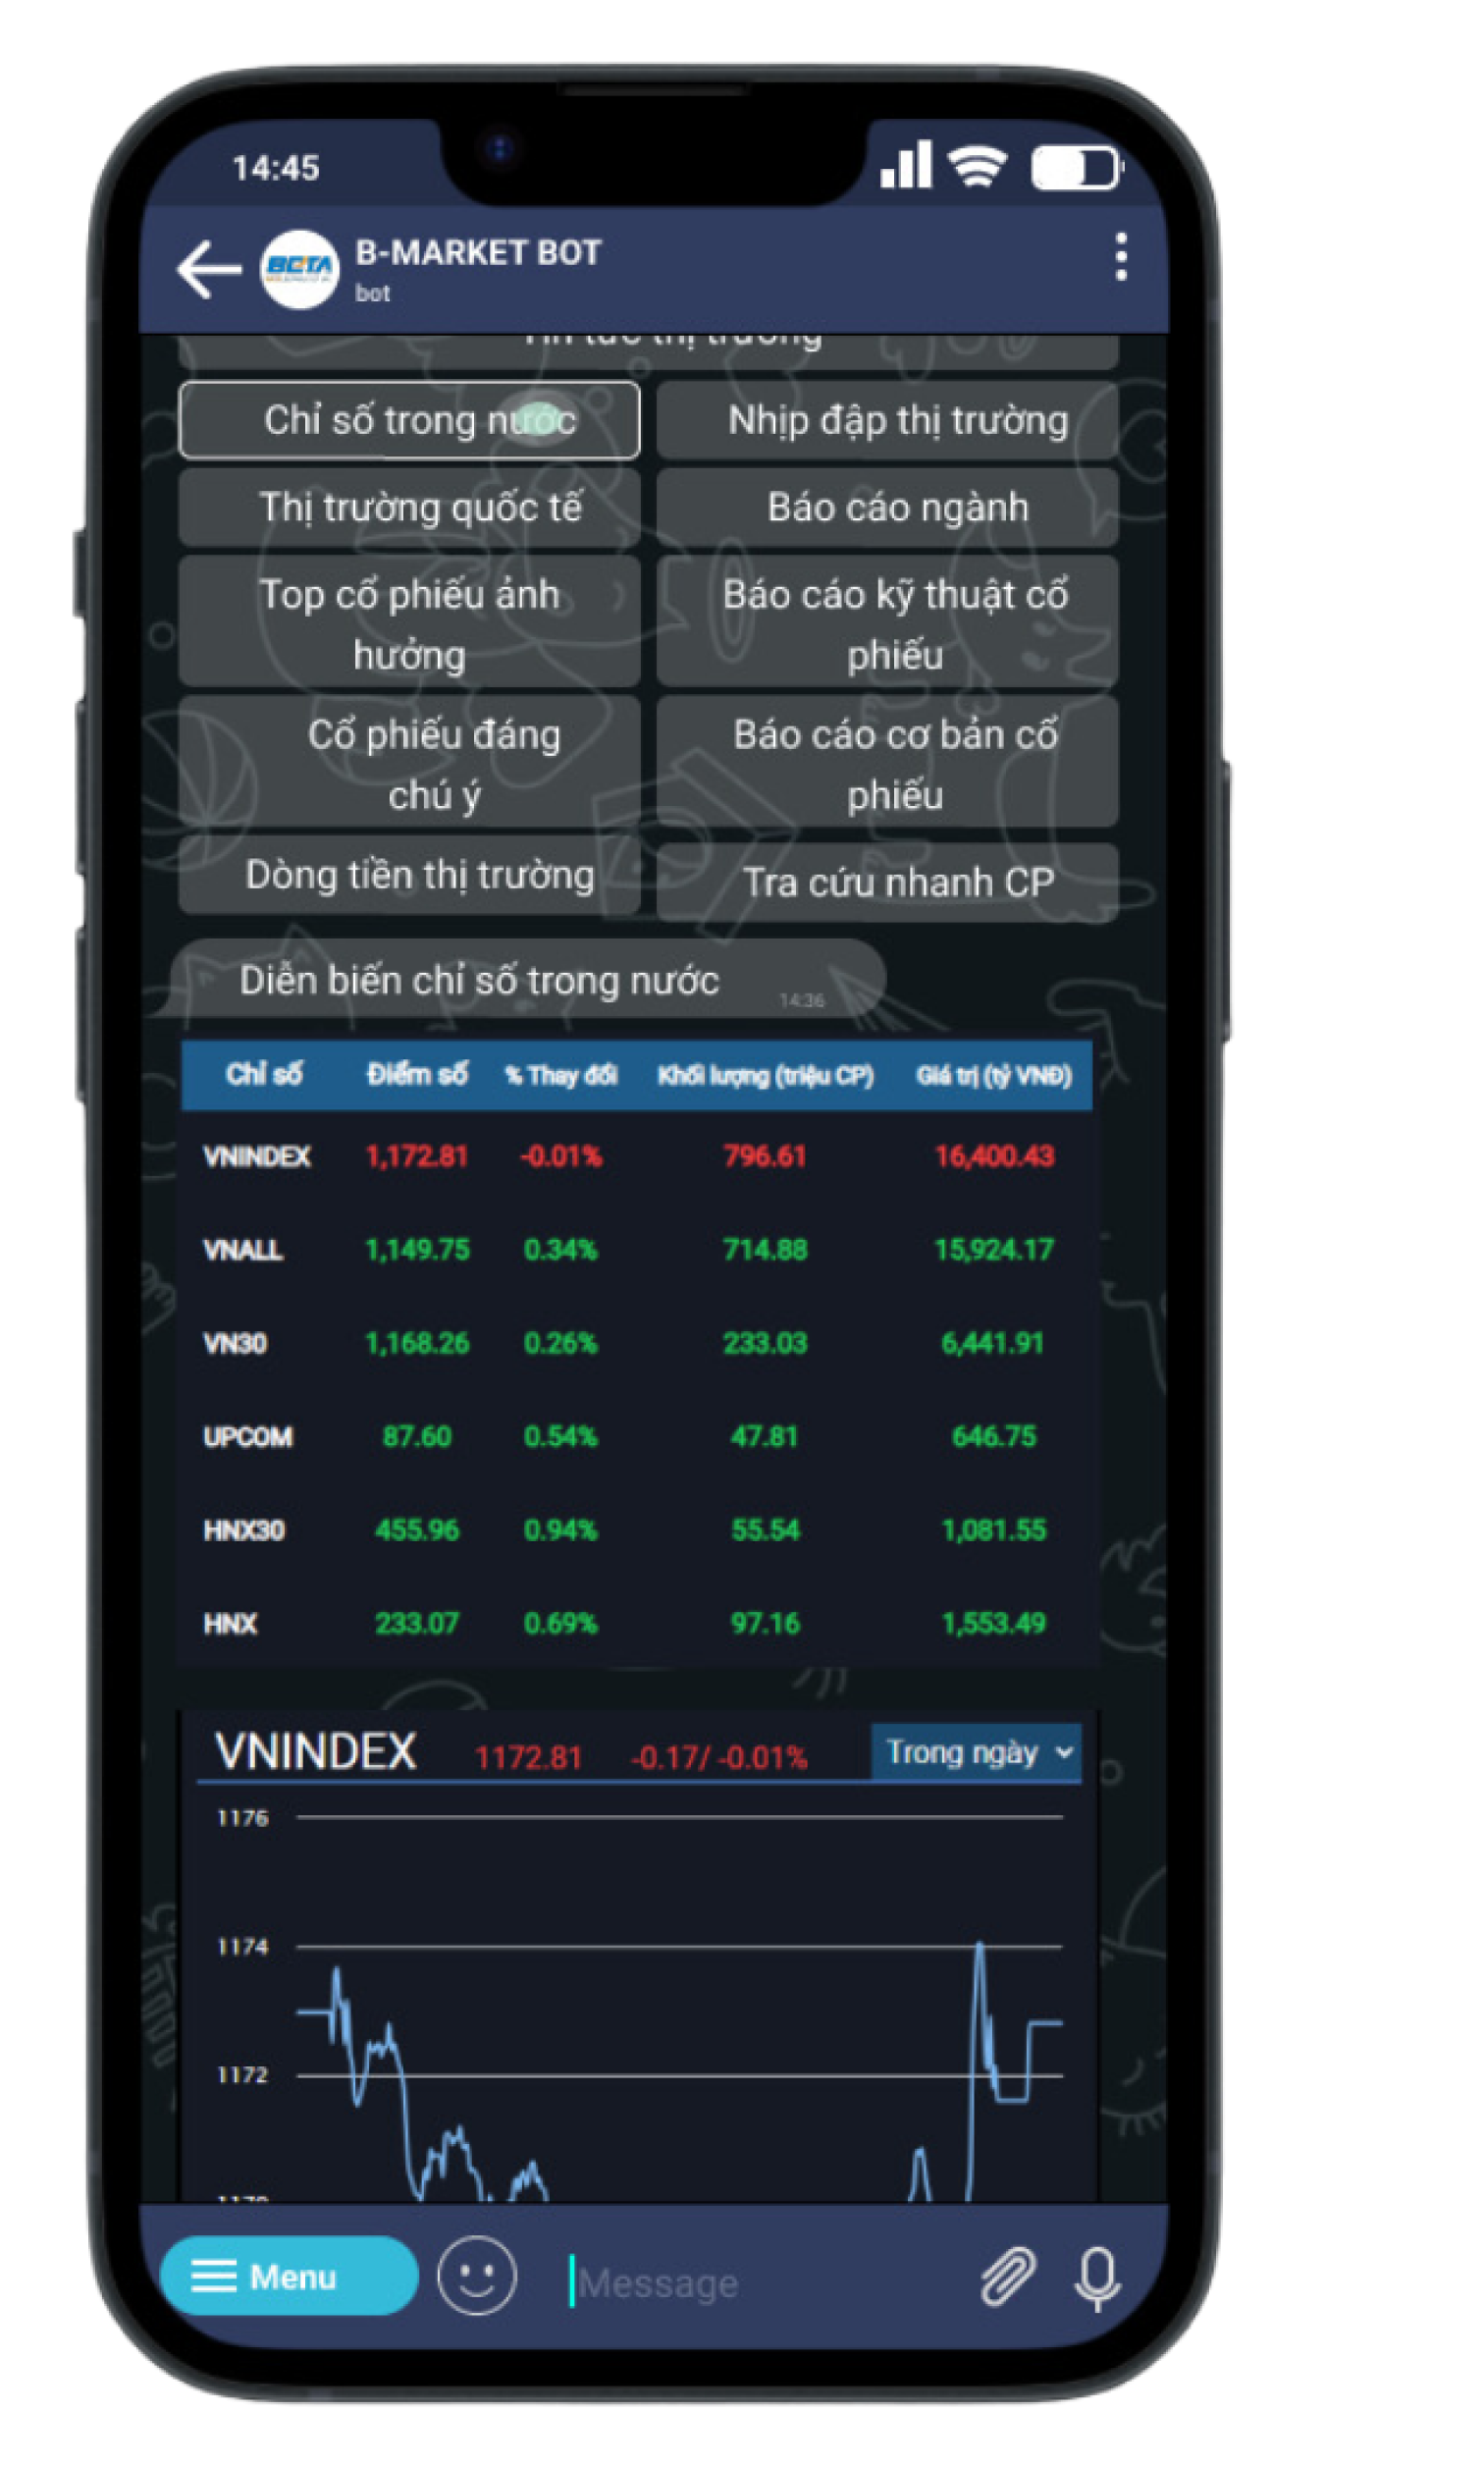 14:45
BETA
B-MARKET BOT
bot
Tin tức thị trường
Chỉ số trong nước
Nhịp đập thị trường
Thị trường quốc tế
Báo cáo ngành
Top cổ phiếu ảnh
hưởng
Báo cáo kỹ thuật cổ
phiếu
Cổ phiếu đáng
chú ý
Báo cáo cơ bản cổ
phiếu
Dòng tiền thị trường
Tra cứu nhanh CP
Diễn biến chỉ số trong nước
14:36
Chỉ số Điểm số % Thay đổi Khối lượng (triệu CP) Giá trị (tỷ VNĐ)
VNINDEX 1,172.81 -0.01% 796.61 16,400.43
VNALL 1,149.75 0.34% 714.88 15,924.17
VN30 1,168.26 0.26% 233.03 6,441.91
UPCOM 87.60 0.54% 47.81 646.75
HNX30 455.96 0.94% 55.54 1,081.55
HNX 233.07 0.69% 97.16 1,553.49
VNINDEX 1172.81 -0.17/ -0.01% Trong ngày
1176
1174
1172
1170
Menu
Message